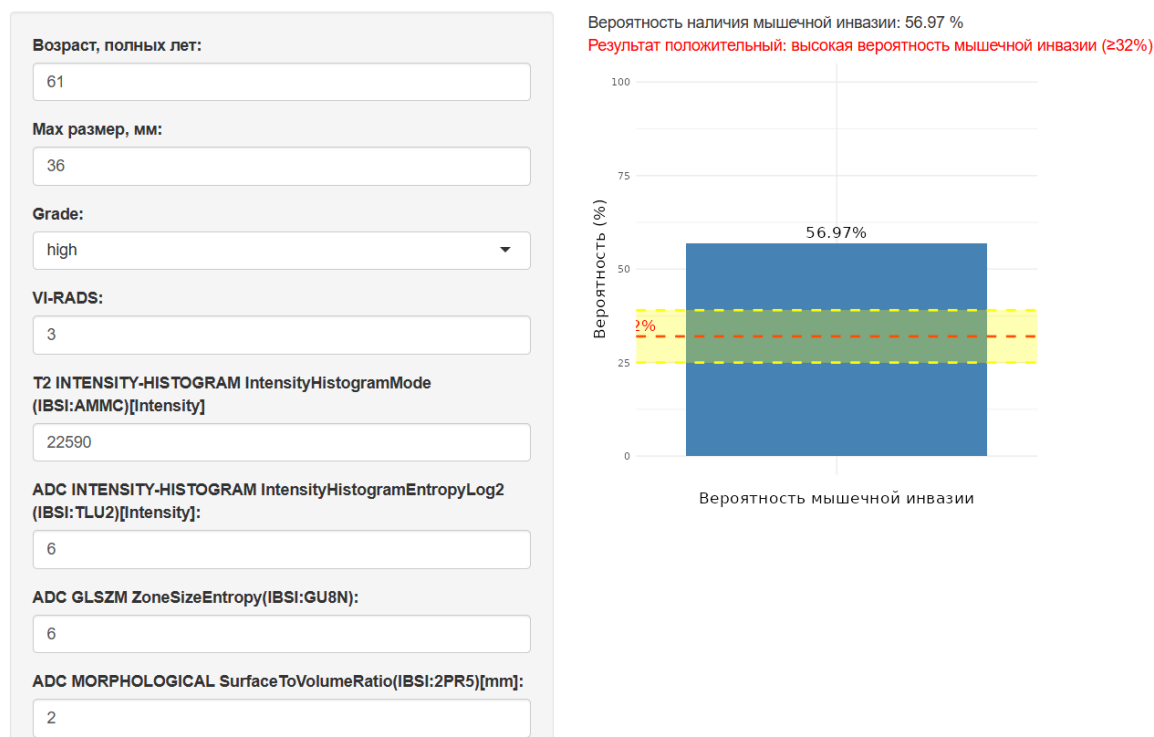 Возраст, полных лет:
61
Max размер, мм:
36
Grade:
high
VI-RADS:
3
T2 INTENSITY-HISTOGRAM IntensityHistogramMode
(IBSI:AMMC)[Intensity]
22590
ADC INTENSITY-HISTOGRAM IntensityHistogramEntropyLog2
(IBSI:TLU2)[Intensity]:
6
ADC GLSZM ZoneSizeEntropy(IBSI:GU8N):
6
ADC MORPHOLOGICAL SurfaceToVolumeRatio(IBSI:2PR5)[mm]:
2
Вероятность наличия мышечной инвазии: 56.97 %
Результат положительный: высокая вероятность мышечной инвазии (≥32%)
100
75
50
25
0
Вероятность (%)
56.97%
2%
Вероятность мышечной инвазии